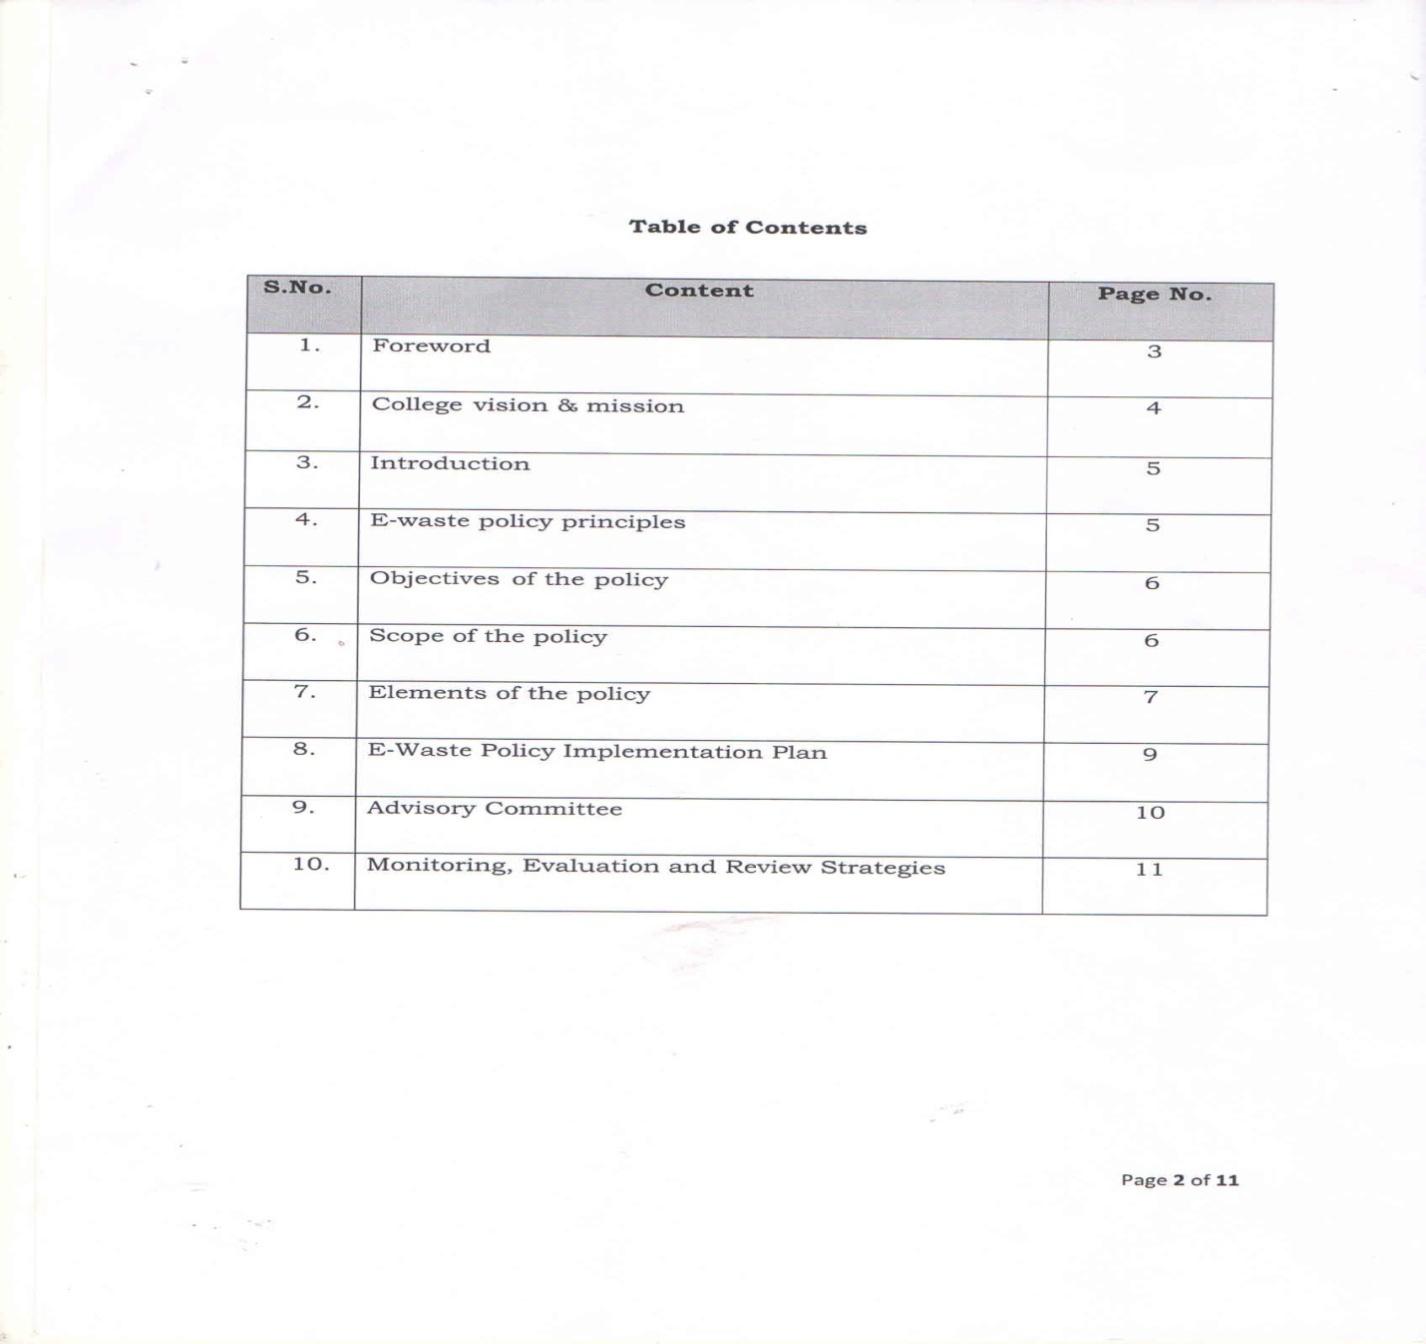 Table of Contents
S.No. Content Page No.
1. Foreword 3
2. College vision & mission 4
3. Introduction 5
4. E-waste policy principles 5
5. Objectives of the policy 6
6. Scope of the policy 6
7. Elements of the policy 7
8. E-Waste Policy Implementation Plan 9
9. Advisory Committee 10
10. Monitoring, Evaluation and Review Strategies 11
Page 2 of 11